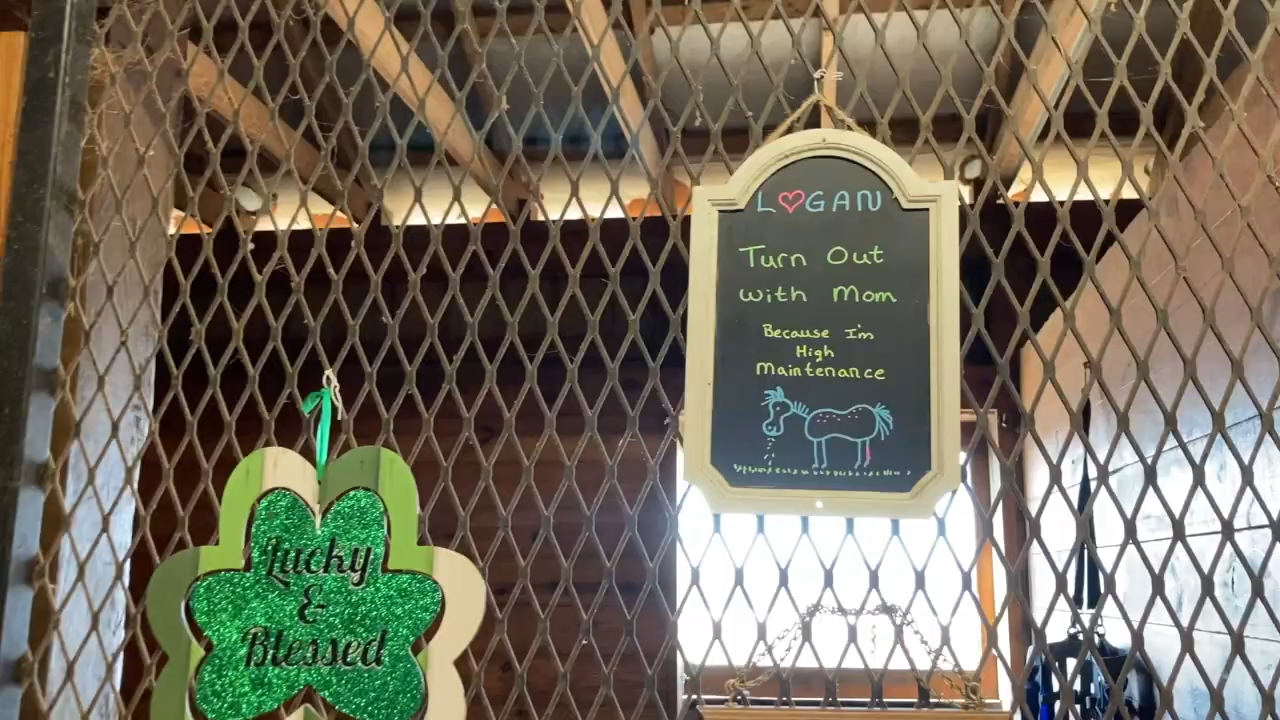 L♡GAN
Turn Out
with Mom
Because I'm
High
Maintenance
Lucky
&
Blessed